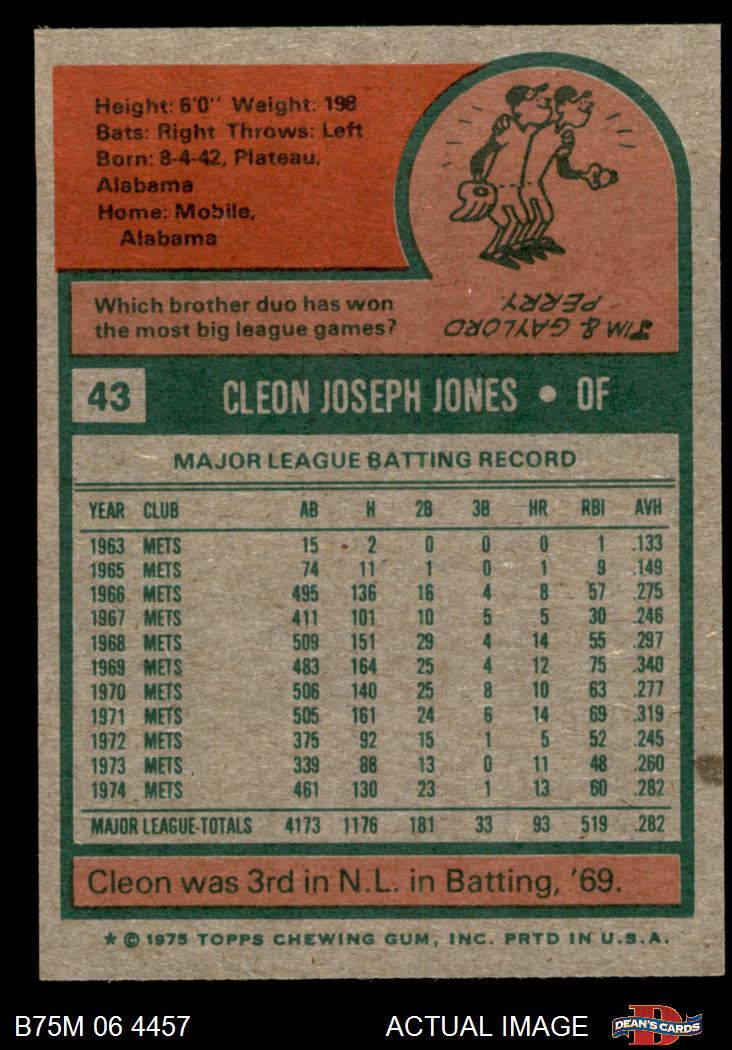 Height: 6'0" Weight: 198
Bats: Right Throws: Left
Born: 8-4-42, Plateau,
Alabama
Home: Mobile,
Alabama
Which brother duo has won
the most big league games?
JIM & GAYLORD
PERRY.
43 CLEON JOSEPH JONES • OF
MAJOR LEAGUE BATTING RECORD
YEAR CLUB AB H 2B 3B HR RBI AVH
1963 METS 15 2 0 0 0 1 .133
1965 METS 74 11 1 0 1 9 .149
1966 METS 495 136 16 4 8 57 .275
1967 METS 411 101 10 5 5 30 .246
1968 METS 509 151 29 4 14 55 .297
1969 METS 483 164 25 4 12 75 .340
1970 METS 506 140 25 8 10 63 .277
1971 METS 505 161 24 6 14 69 .319
1972 METS 375 92 15 1 5 52 .245
1973 METS 339 88 13 0 11 48 .260
1974 METS 461 130 23 1 13 60 .282
MAJOR LEAGUE-TOTALS 4173 1176 181 33 93 519 .282
Cleon was 3rd in N.L. in Batting, '69.
★ © 1975 TOPPS CHEWING GUM, INC. PRTD IN U.S.A.
B75M 06 4457 ACTUAL IMAGE DEAN'S CARDS